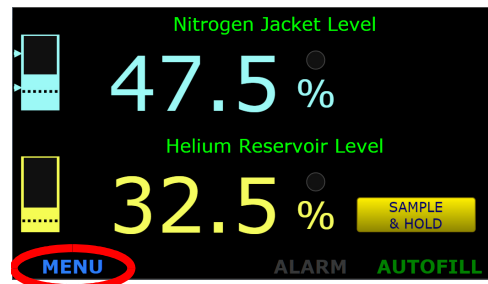 Nitrogen Jacket Level
47.5 %
Helium Reservoir Level
32.5 %
SAMPLE
& HOLD
MENU ALARM AUTOFILL